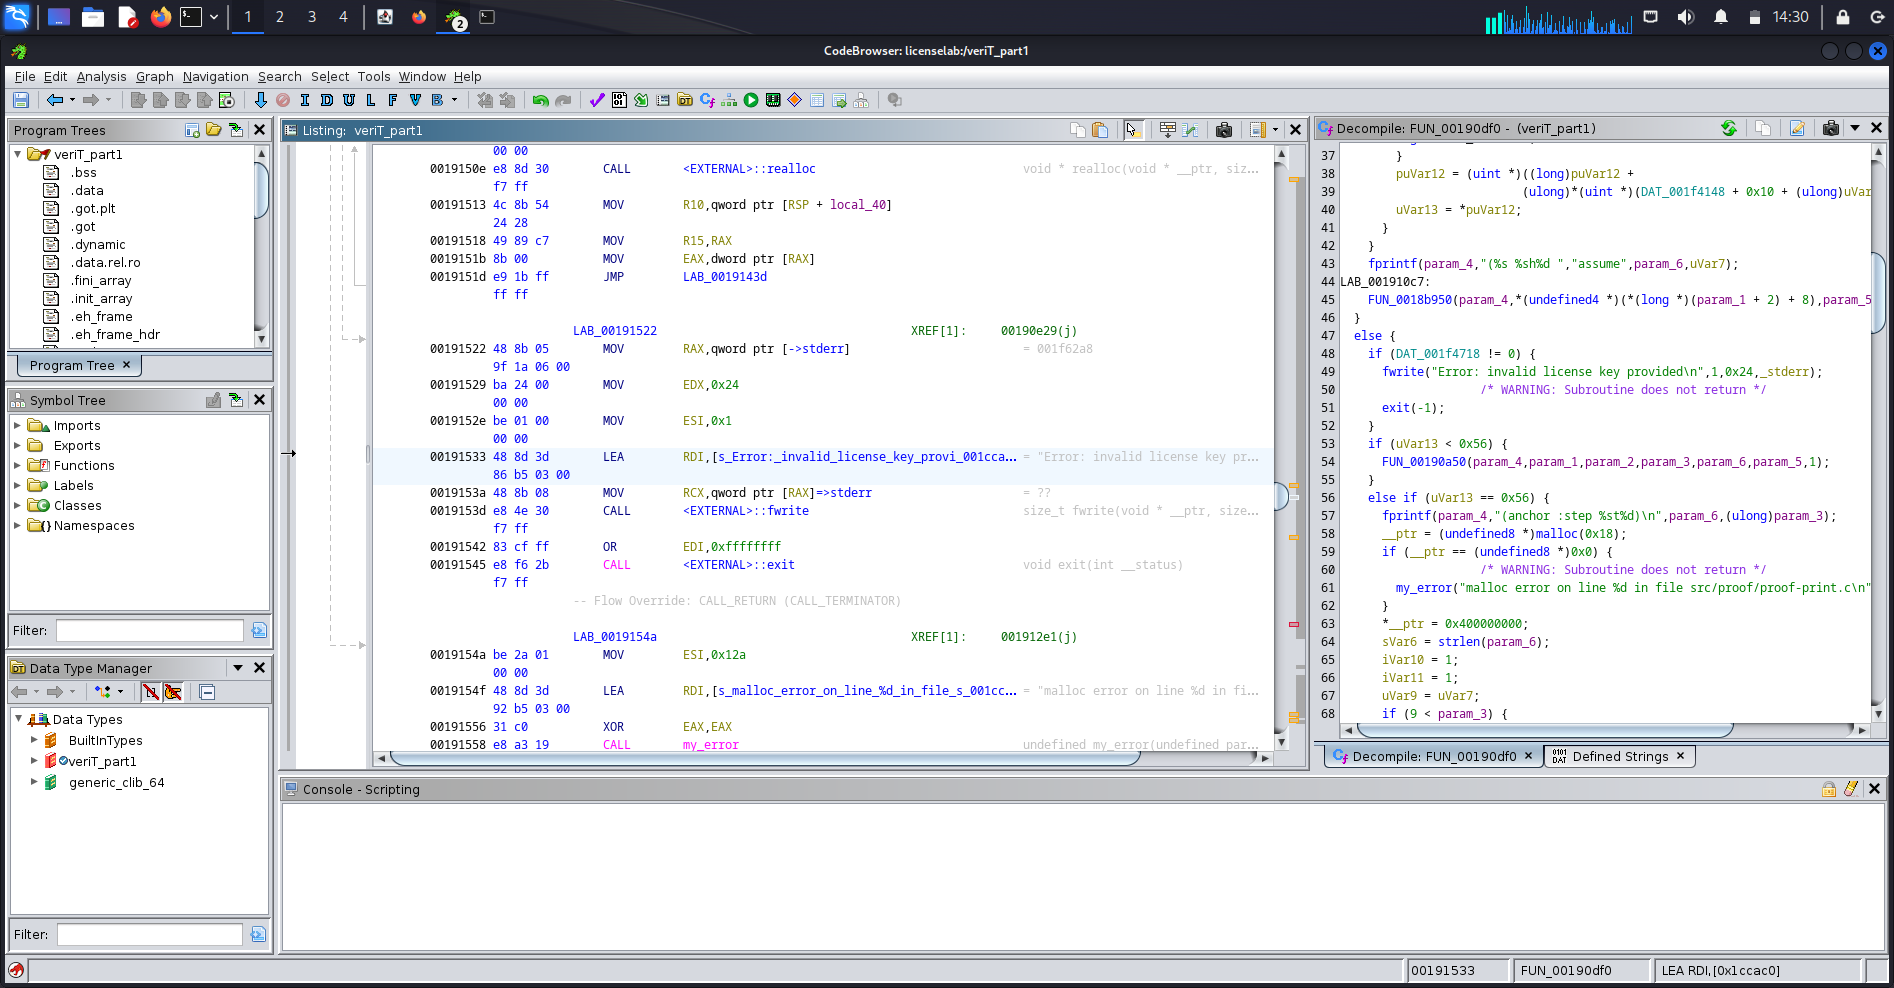 1 2 3 4 2 14:30
CodeBrowser: licenselab:/veriT_part1
File Edit Analysis Graph Navigation Search Select Tools Window Help
I D U L F V B
Program Trees
veriT_part1
.bss
.data
.got.plt
.got
.dynamic
.data.rel.ro
.fini_array
.init_array
.eh_frame
.eh_frame_hdr
Program Tree
Symbol Tree
Imports
Exports
Functions
Labels
Classes
Namespaces
Filter:
Data Type Manager
Data Types
BuiltInTypes
veriT_part1
generic_clib_64
Filter:
Listing: veriT_part1
00 00
0019150e e8 8d 30 CALL <EXTERNAL>::realloc void * realloc(void * __ptr, siz...
f7 ff
00191513 4c 8b 54 MOV R10,qword ptr [RSP + local_40]
24 28
00191518 49 89 c7 MOV R15,RAX
0019151b 8b 00 MOV EAX,dword ptr [RAX]
0019151d e9 1b ff JMP LAB_0019143d
ff ff
LAB_00191522 XREF[1]: 00190e29(j)
00191522 48 8b 05 MOV RAX,qword ptr [->stderr] = 001f62a8
9f 1a 06 00
00191529 ba 24 00 MOV EDX,0x24
00 00
0019152e be 01 00 MOV ESI,0x1
00 00
00191533 48 8d 3d LEA RDI,[s_Error:_invalid_license_key_provi_001cca... = "Error: invalid license key pr...
86 b5 03 00
0019153a 48 8b 08 MOV RCX,qword ptr [RAX]=>stderr = ??
0019153d e8 4e 30 CALL <EXTERNAL>::fwrite size_t fwrite(void * __ptr, size...
f7 ff
00191542 83 cf ff OR EDI,0xffffffff
00191545 e8 f6 2b CALL <EXTERNAL>::exit void exit(int __status)
f7 ff
-- Flow Override: CALL_RETURN (CALL_TERMINATOR)
LAB_0019154a XREF[1]: 001912e1(j)
0019154a be 2a 01 MOV ESI,0x12a
00 00
0019154f 48 8d 3d LEA RDI,[s_malloc_error_on_line_%d_in_file_s_001cc... = "malloc error on line %d in fi...
92 b5 03 00
00191556 31 c0 XOR EAX,EAX
00191558 e8 a3 19 CALL my_error undefined my_error(undefined par...
Decompile: FUN_00190df0 - (veriT_part1)
37 }
38 puVar12 = (uint *)((long)puVar12 +
39 (ulong)*(uint *)(DAT_001f4148 + 0x10 + (ulong)uVar
40 uVar13 = *puVar12;
41 }
42 }
43 fprintf(param_4,"(%s %sh%d ","assume",param_6,uVar7);
44 LAB_001910c7:
45 FUN_0018b950(param_4,*(undefined4 *)(*(long *)(param_1 + 2) + 8),param_5
46 }
47 else {
48 if (DAT_001f4718 != 0) {
49 fwrite("Error: invalid license key provided\n",1,0x24,_stderr);
50 /* WARNING: Subroutine does not return */
51 exit(-1);
52 }
53 if (uVar13 < 0x56) {
54 FUN_00190a50(param_4,param_1,param_2,param_3,param_6,param_5,1);
55 }
56 else if (uVar13 == 0x56) {
57 fprintf(param_4,"(anchor :step %st%d)\n",param_6,(ulong)param_3);
58 __ptr = (undefined8 *)malloc(0x18);
59 if (__ptr == (undefined8 *)0x0) {
60 /* WARNING: Subroutine does not return */
61 my_error("malloc error on line %d in file src/proof/proof-print.c\n"
62 }
63 *__ptr = 0x400000000;
64 sVar6 = strlen(param_6);
65 iVar10 = 1;
66 iVar11 = 1;
67 uVar9 = uVar7;
68 if (9 < param_3) {
Decompile: FUN_00190df0 Defined Strings
Console - Scripting
00191533 FUN_00190df0 LEA RDI,[0x1ccac0]